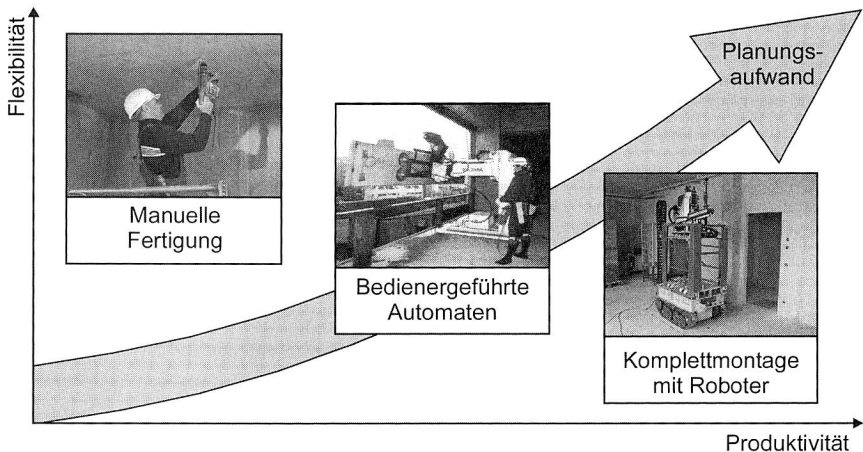 Flexibilität
Planungs-
aufwand
Manuelle
Fertigung
Bedienergeführte
Automaten
Komplettmontage
mit Roboter
Produktivität